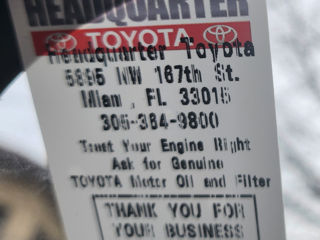 HEADQUARTER
TOYOTA
Headquarter Toyota
5895 NW 167th St.
Miami, FL 33015
305-364-9800
Trust Your Engine Right
Ask for Genuine
TOYOTA Motor Oil and Filter
THANK YOU FOR
YOUR BUSINESS